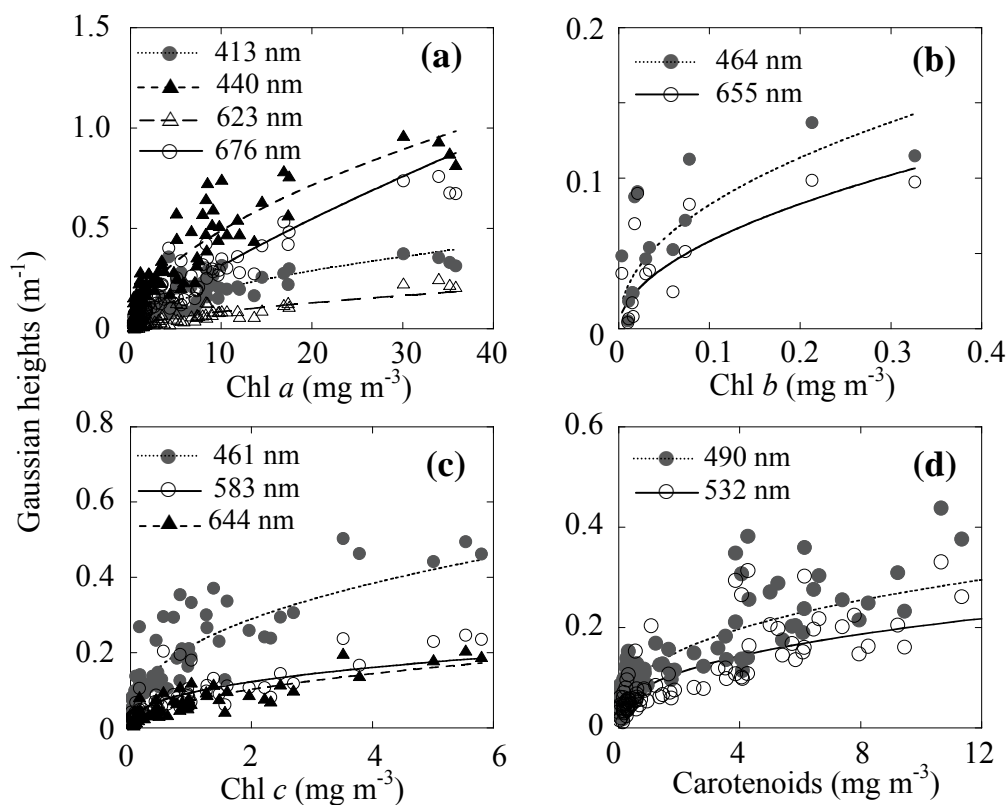 Gaussian heights (m⁻¹)
(a)
413 nm
440 nm
623 nm
676 nm
1.5
1.0
0.5
0
0 10 20 30 40
Chl a (mg m⁻³)
(b)
464 nm
655 nm
0.2
0.1
0
0 0.1 0.2 0.3 0.4
Chl b (mg m⁻³)
(c)
461 nm
583 nm
644 nm
0.8
0.6
0.4
0.2
0
0 2 4 6
Chl c (mg m⁻³)
(d)
490 nm
532 nm
0.6
0.4
0.2
0
0 4 8 12
Carotenoids (mg m⁻³)